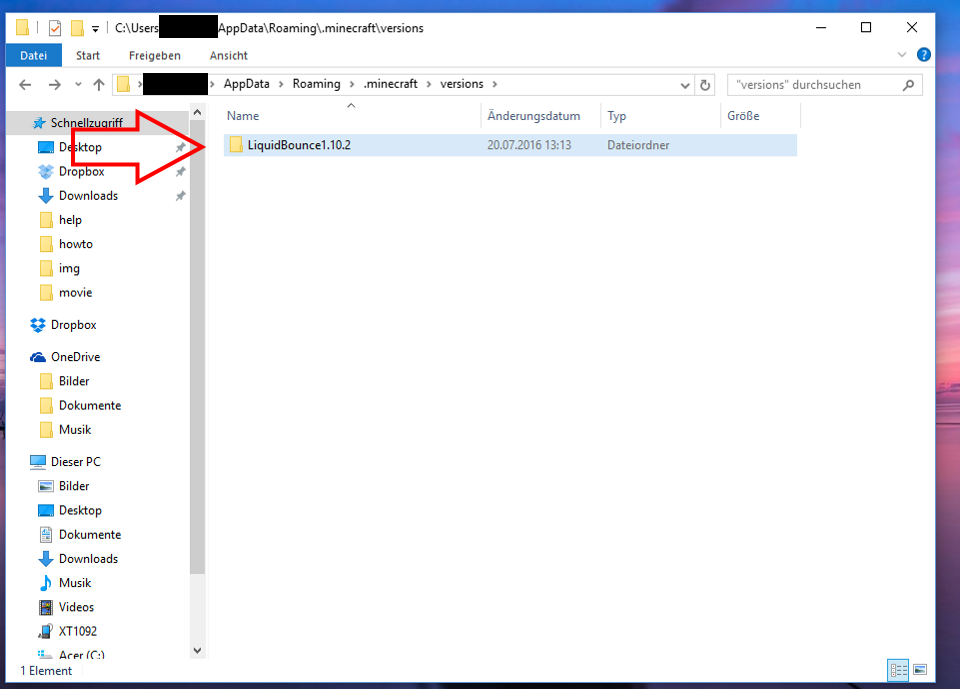 C:\Users AppData\Roaming\.minecraft\versions
Datei Start Freigeben Ansicht
AppData Roaming .minecraft versions "versions" durchsuchen
Name Änderungsdatum Typ Größe
LiquidBounce1.10.2 20.07.2016 13:13 Dateiordner
Schnellzugriff
Desktop
Dropbox
Downloads
help
howto
img
movie
Dropbox
OneDrive
Bilder
Dokumente
Musik
Dieser PC
Bilder
Desktop
Dokumente
Downloads
Musik
Videos
XT1092
Acer (C:)
1 Element